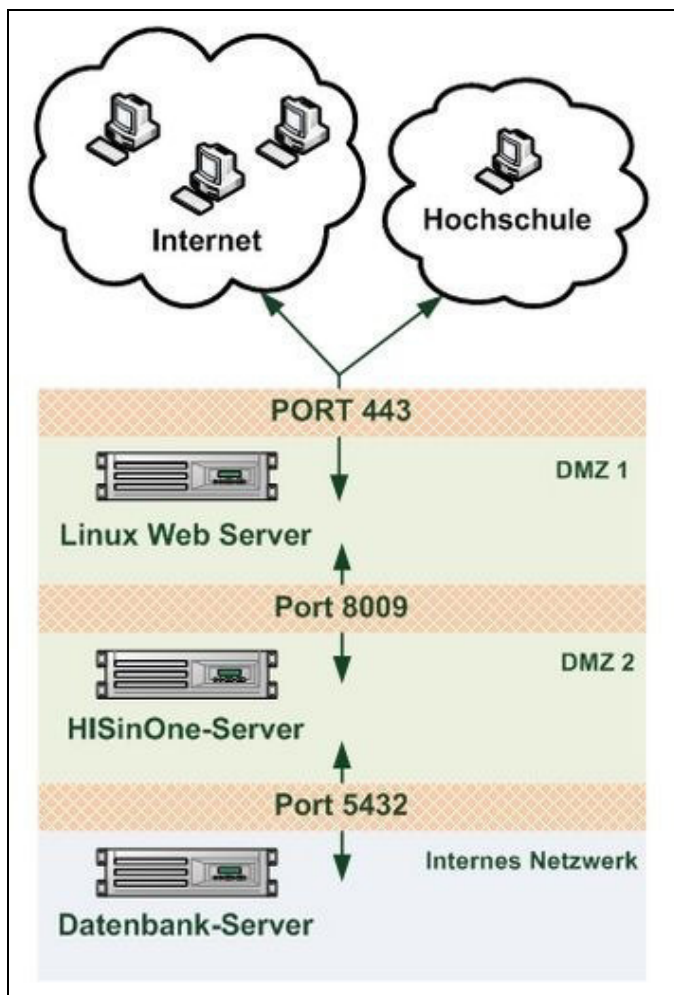 Internet
Hochschule
PORT 443
DMZ 1
Linux Web Server
Port 8009
DMZ 2
HISinOne-Server
Port 5432
Internes Netzwerk
Datenbank-Server